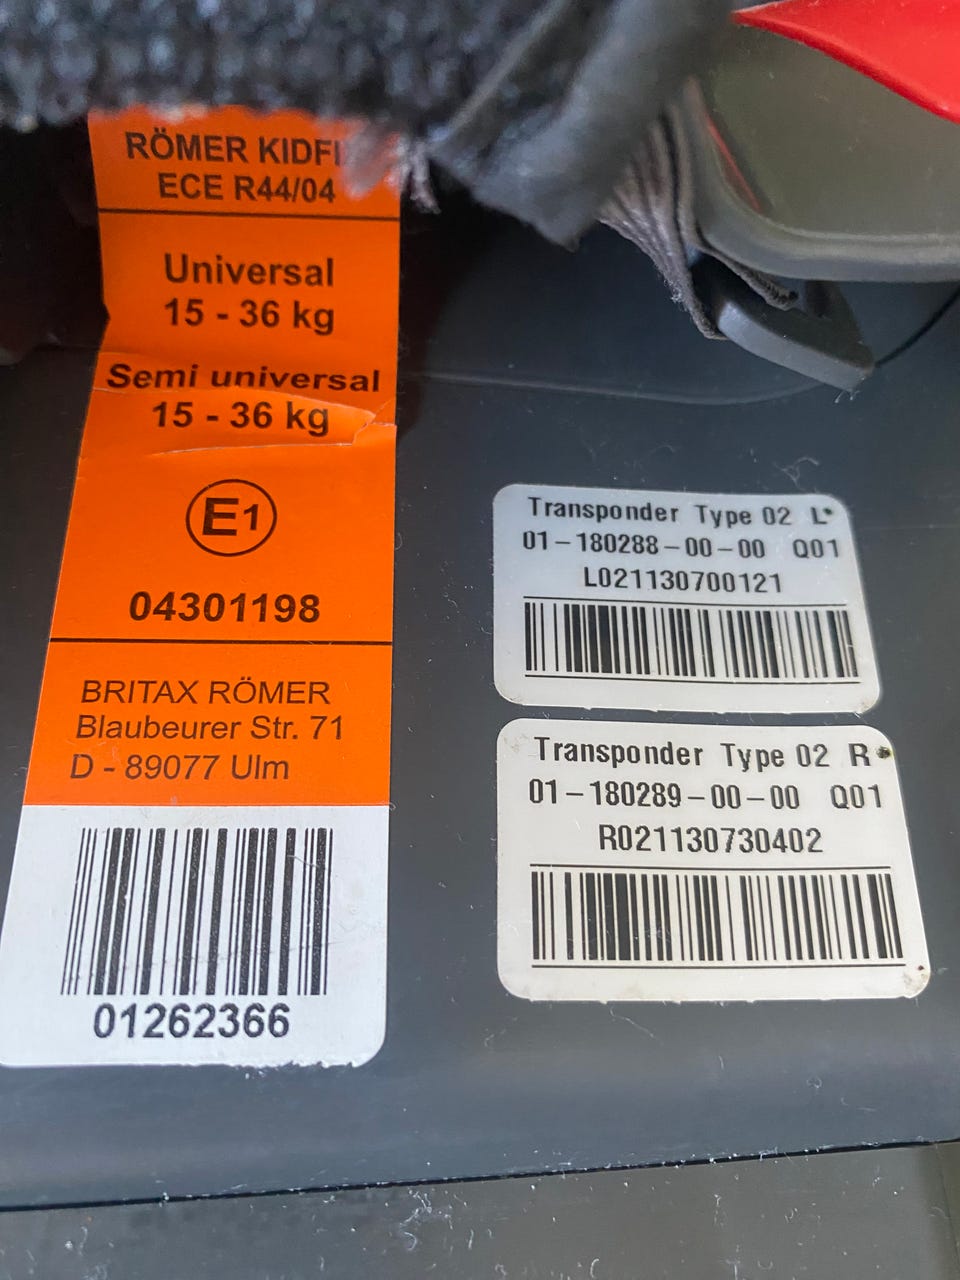 RÖMER KIDFI
ECE R44/04
Universal
15 - 36 kg
Semi universal
15 - 36 kg
E1
04301198
BRITAX RÖMER
Blaubeurer Str. 71
D - 89077 Ulm
01262366
Transponder Type 02 L
01-180288-00-00 Q01
L021130700121
Transponder Type 02 R
01-180289-00-00 Q01
R021130730402